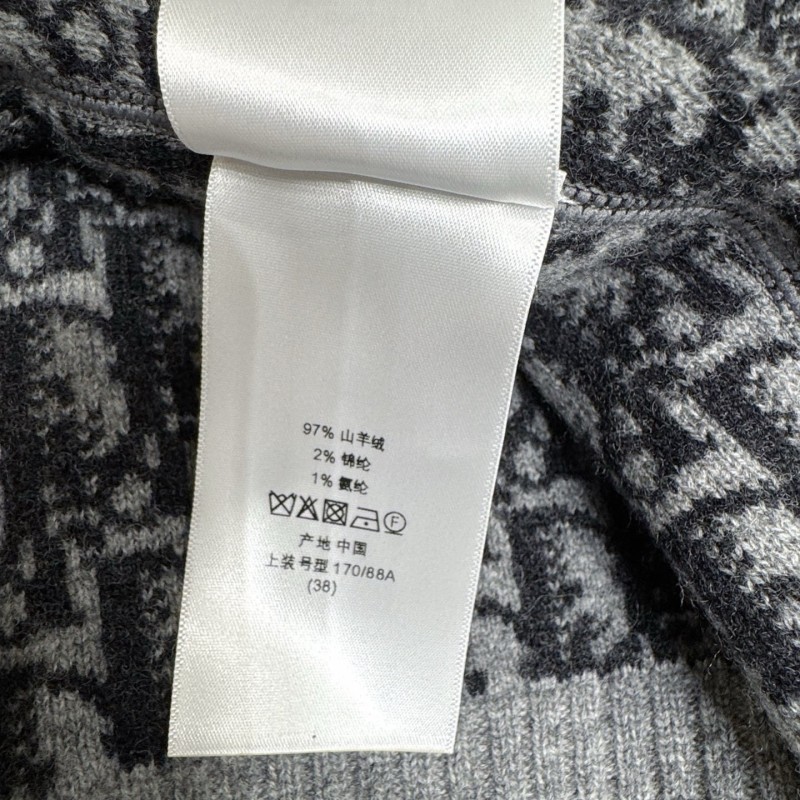 97% 山羊绒
2% 锦纶
1% 氨纶
F
产地 中国
上装号型 170/88A
(38)